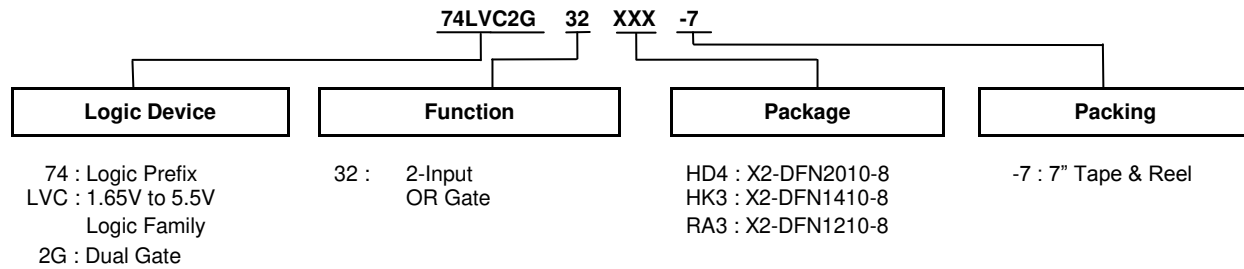 74LVC2G 32 XXX -7
Logic Device Function Package Packing
74 : Logic Prefix 32 : 2-Input HD4 : X2-DFN2010-8 -7 : 7” Tape & Reel
LVC : 1.65V to 5.5V OR Gate HK3 : X2-DFN1410-8
Logic Family RA3 : X2-DFN1210-8
2G : Dual Gate